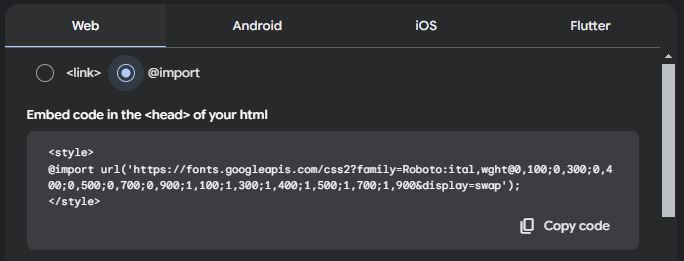 Web Android iOS Flutter
<link> @import
Embed code in the <head> of your html
<style>
@import url('https://fonts.googleapis.com/css2?family=Roboto:ital,wght@0,100;0,300;0,4
00;0,500;0,700;0,900;1,100;1,300;1,400;1,500;1,700;1,900&display=swap');
</style>
Copy code